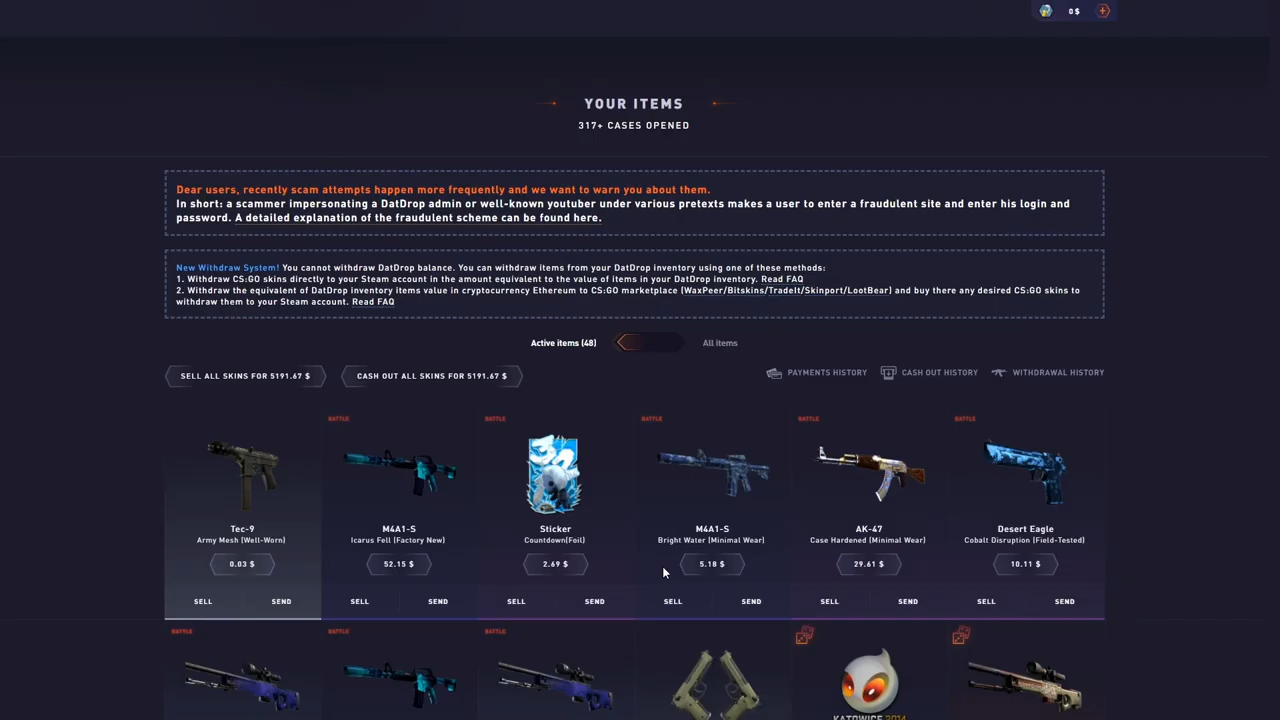 0 $
YOUR ITEMS
317+ CASES OPENED
Dear users, recently scam attempts happen more frequently and we want to warn you about them.
In short: a scammer impersonating a DatDrop admin or well-known youtuber under various pretexts makes a user to enter a fraudulent site and enter his login and
password. A detailed explanation of the fraudulent scheme can be found here.
New Withdraw System! You cannot withdraw DatDrop balance. You can withdraw items from your DatDrop inventory using one of these methods:
1. Withdraw CS:GO skins directly to your Steam account in the amount equivalent to the value of items in your DatDrop inventory. Read FAQ
2. Withdraw the equivalent of DatDrop inventory items value in cryptocurrency Ethereum to CS:GO marketplace (WaxPeer/Bitskins/TradeIt/Skinport/LootBear) and buy there any desired CS:GO skins to
withdraw them to your Steam account. Read FAQ
Active items (48) All items
SELL ALL SKINS FOR 5191.67 $ CASH OUT ALL SKINS FOR 5191.67 $ PAYMENTS HISTORY CASH OUT HISTORY WITHDRAWAL HISTORY
BATTLE BATTLE BATTLE BATTLE BATTLE
Tec-9 M4A1-S Sticker M4A1-S AK-47 Desert Eagle
Army Mesh (Well-Worn) Icarus Fell (Factory New) Countdown(Foil) Bright Water (Minimal Wear) Case Hardened (Minimal Wear) Cobalt Disruption (Field-Tested)
0.03 $ 52.15 $ 2.69 $ 5.18 $ 29.61 $ 10.11 $
SELL SEND SELL SEND SELL SEND SELL SEND SELL SEND SELL SEND
BATTLE BATTLE BATTLE
KATOWICE 2014